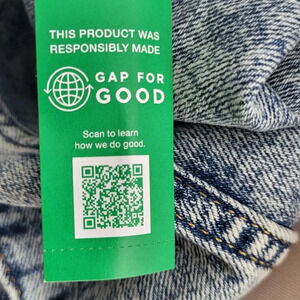 THIS PRODUCT WAS
RESPONSIBLY MADE
GAP FOR
GOOD
Scan to learn
how we do good.